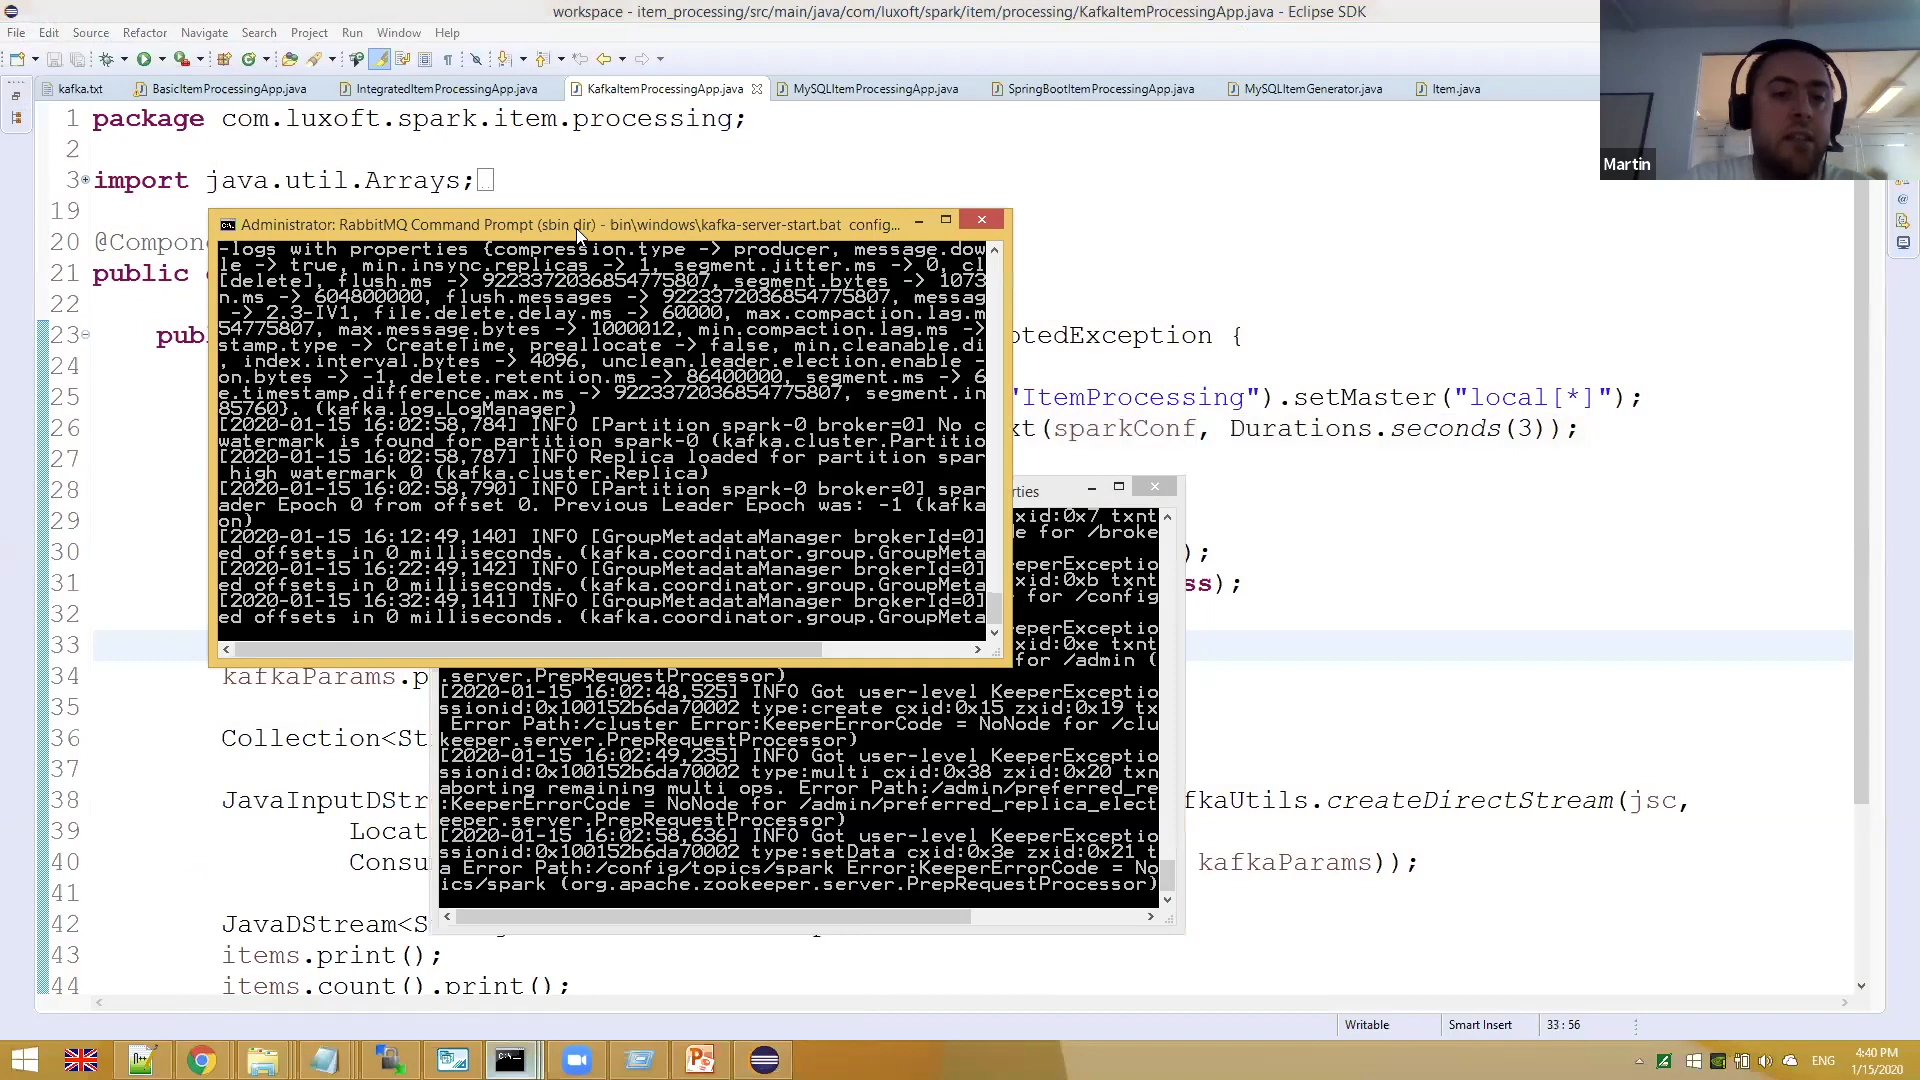 workspace - item_processing/src/main/java/com/luxoft/spark/item/processing/KafkaItemProcessingApp.java - Eclipse SDK
File Edit Source Refactor Navigate Search Project Run Window Help
kafka.txt BasicItemProcessingApp.java IntegratedItemProcessingApp.java KafkaItemProcessingApp.java MySQLItemProcessingApp.java SpringBootItemProcessingApp.java MySQLItemGenerator.java Item.java
Martin
1 package com.luxoft.spark.item.processing;
2
3 import java.util.Arrays;
19
20 @Compon
21 public
22
23 pub ptedException {
24
25 "ItemProcessing").setMaster("local[*]");
26 xt(sparkConf, Durations.seconds(3));
27
28
29
30 );
31 ss);
32
33
34 kafkaParams.p
35
36 Collection<St
37
38 JavaInputDStr fkaUtils.createDirectStream(jsc,
39 Locat
40 Consu kafkaParams));
41
42 JavaDStream<S
43 items.print();
44 items.count().print();
Administrator: RabbitMQ Command Prompt (sbin dir) - bin\windows\kafka-server-start.bat config...
-logs with properties {compression.type -> producer, message.dow
le -> true, min.insync.replicas -> 1, segment.jitter.ms -> 0, cl
[delete], flush.ms -> 9223372036854775807, segment.bytes -> 1073
n.ms -> 604800000, flush.messages -> 9223372036854775807, messag
-> 2.3-IV1, file.delete.delay.ms -> 60000, max.compaction.lag.m
54775807, max.message.bytes -> 1000012, min.compaction.lag.ms ->
stamp.type -> CreateTime, preallocate -> false, min.cleanable.di
, index.interval.bytes -> 4096, unclean.leader.election.enable -
on.bytes -> -1, delete.retention.ms -> 86400000, segment.ms -> 6
e.timestamp.difference.max.ms -> 9223372036854775807, segment.in
85760}. (kafka.log.LogManager)
[2020-01-15 16:02:58,784] INFO [Partition spark-0 broker=0] No c
watermark is found for partition spark-0 (kafka.cluster.Partitio
[2020-01-15 16:02:58,787] INFO Replica loaded for partition spar
high watermark 0 (kafka.cluster.Replica)
[2020-01-15 16:02:58,790] INFO [Partition spark-0 broker=0] spar
ader Epoch 0 from offset 0. Previous Leader Epoch was: -1 (kafka
on)
[2020-01-15 16:12:49,140] INFO [GroupMetadataManager brokerId=0]
ed offsets in 0 milliseconds. (kafka.coordinator.group.GroupMeta
[2020-01-15 16:22:49,142] INFO [GroupMetadataManager brokerId=0]
ed offsets in 0 milliseconds. (kafka.coordinator.group.GroupMeta
[2020-01-15 16:32:49,141] INFO [GroupMetadataManager brokerId=0]
ed offsets in 0 milliseconds. (kafka.coordinator.group.GroupMeta
rties
xid:0x7 txnt
de for /broke
eeperExceptio
xid:0xb txnt
for /config
eeperExceptio
xid:0xe txnt
for /admin (
.server.PrepRequestProcessor)
[2020-01-15 16:02:48,525] INFO Got user-level KeeperExceptio
ssionid:0x100152b6da70002 type:create cxid:0x15 zxid:0x19 tx
Error Path:/cluster Error:KeeperErrorCode = NoNode for /clu
keeper.server.PrepRequestProcessor)
[2020-01-15 16:02:49,235] INFO Got user-level KeeperExceptio
ssionid:0x100152b6da70002 type:multi cxid:0x38 zxid:0x20 txn
aborting remaining multi ops. Error Path:/admin/preferred_re
:KeeperErrorCode = NoNode for /admin/preferred_replica_elect
eeper.server.PrepRequestProcessor)
[2020-01-15 16:02:58,636] INFO Got user-level KeeperExceptio
ssionid:0x100152b6da70002 type:setData cxid:0x3e zxid:0x21 t
a Error Path:/config/topics/spark Error:KeeperErrorCode = No
ics/spark (org.apache.zookeeper.server.PrepRequestProcessor)
Writable Smart Insert 33 : 56
ENG 4:40 PM
1/15/2020